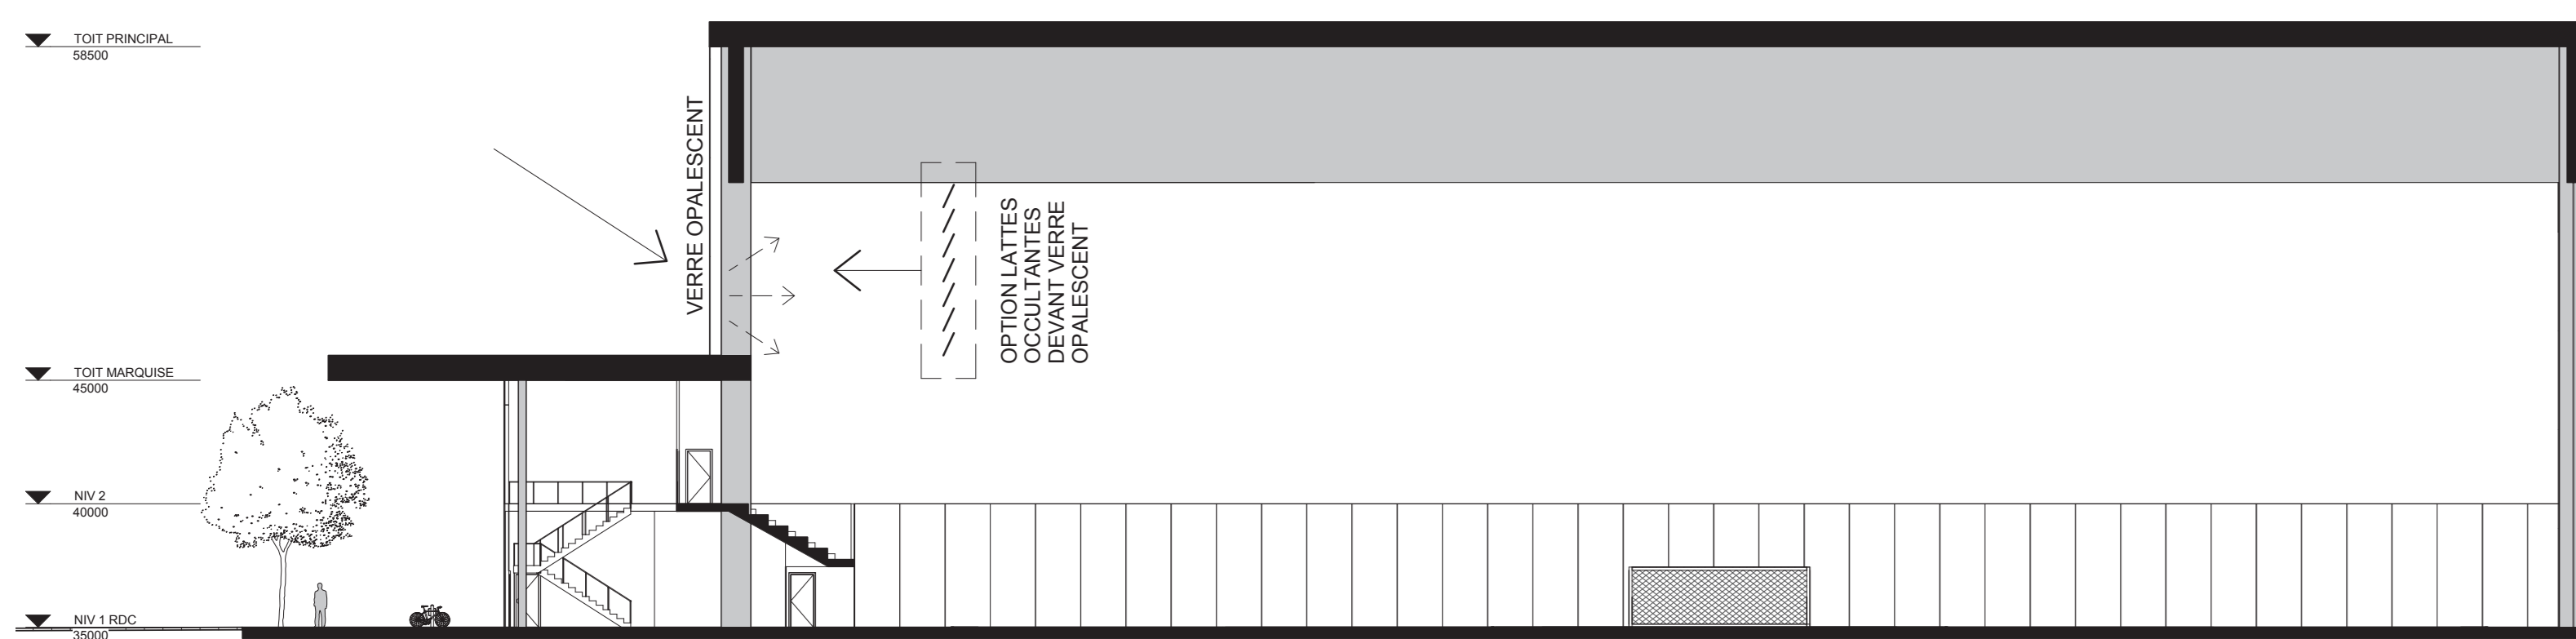 TOIT PRINCIPAL
58500
VERRE OPALESCENT
OPTION LATTES
OCCULTANTES
DEVANT VERRE
OPALESCENT
TOIT MARQUISE
45000
NIV 2
40000
NIV 1 RDC
35000